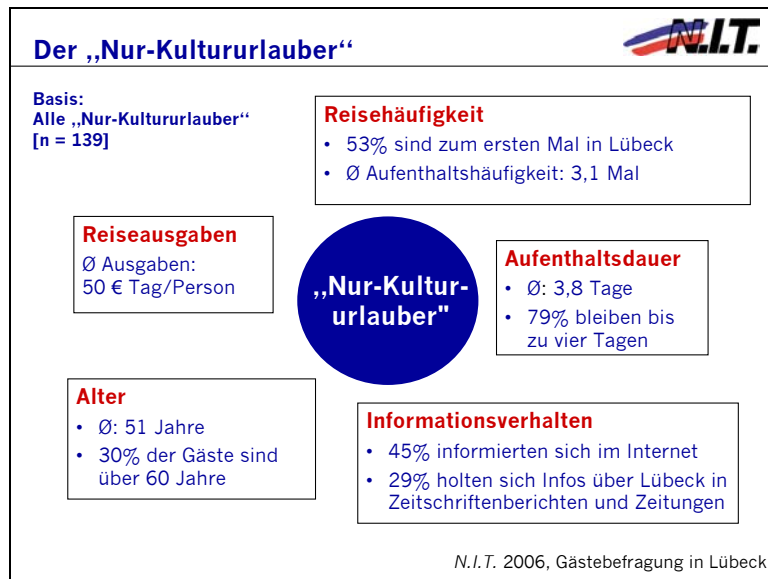 Der ,,Nur-Kultururlauber‘‘
N.I.T.
Basis:
Alle ,,Nur-Kultururlauber‘‘
[n = 139]
Reisehäufigkeit
• 53% sind zum ersten Mal in Lübeck
• Ø Aufenthaltshäufigkeit: 3,1 Mal
Reiseausgaben
Ø Ausgaben:
50 € Tag/Person
,,Nur-Kultur-
urlauber"
Aufenthaltsdauer
• Ø: 3,8 Tage
• 79% bleiben bis
zu vier Tagen
Alter
• Ø: 51 Jahre
• 30% der Gäste sind
über 60 Jahre
Informationsverhalten
• 45% informierten sich im Internet
• 29% holten sich Infos über Lübeck in
Zeitschriftenberichten und Zeitungen
N.I.T. 2006, Gästebefragung in Lübeck